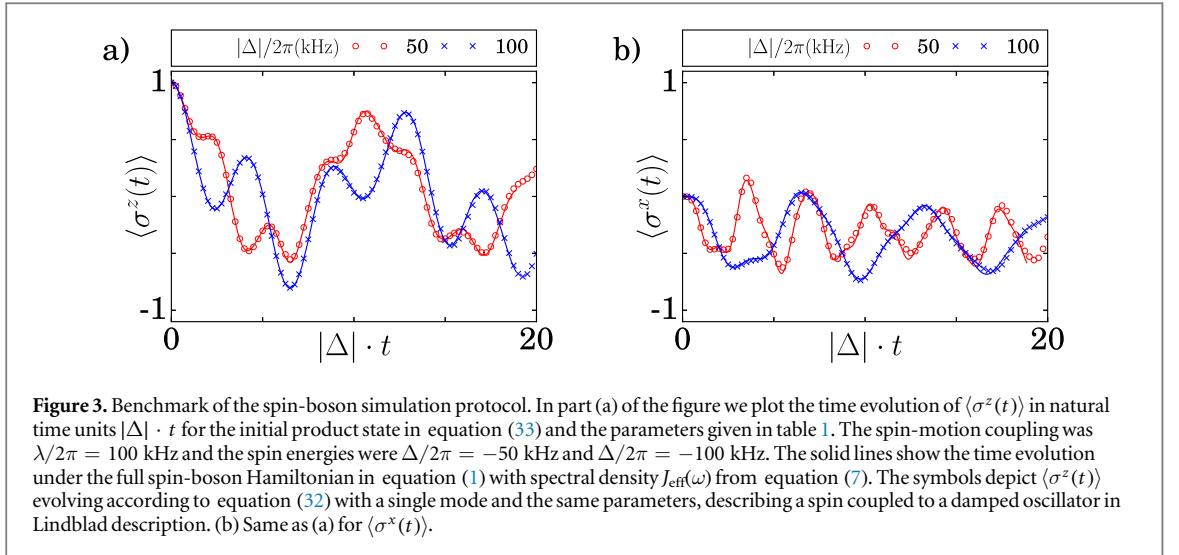 a)
|Δ|/2π(kHz) 50 100
1
-1
⟨σ^z(t)⟩
0
20
|Δ| · t
b)
|Δ|/2π(kHz) 50 100
1
-1
⟨σ^x(t)⟩
0
20
|Δ| · t
Figure 3. Benchmark of the spin-boson simulation protocol. In part (a) of the figure we plot the time evolution of ⟨σ^z(t)⟩ in natural
time units |Δ| · t for the initial product state in equation (33) and the parameters given in table 1. The spin-motion coupling was
λ/2π = 100 kHz and the spin energies were Δ/2π = −50 kHz and Δ/2π = −100 kHz. The solid lines show the time evolution
under the full spin-boson Hamiltonian in equation (1) with spectral density J_eff(ω) from equation (7). The symbols depict ⟨σ^z(t)⟩
evolving according to equation (32) with a single mode and the same parameters, describing a spin coupled to a damped oscillator in
Lindblad description. (b) Same as (a) for ⟨σ^x(t)⟩.